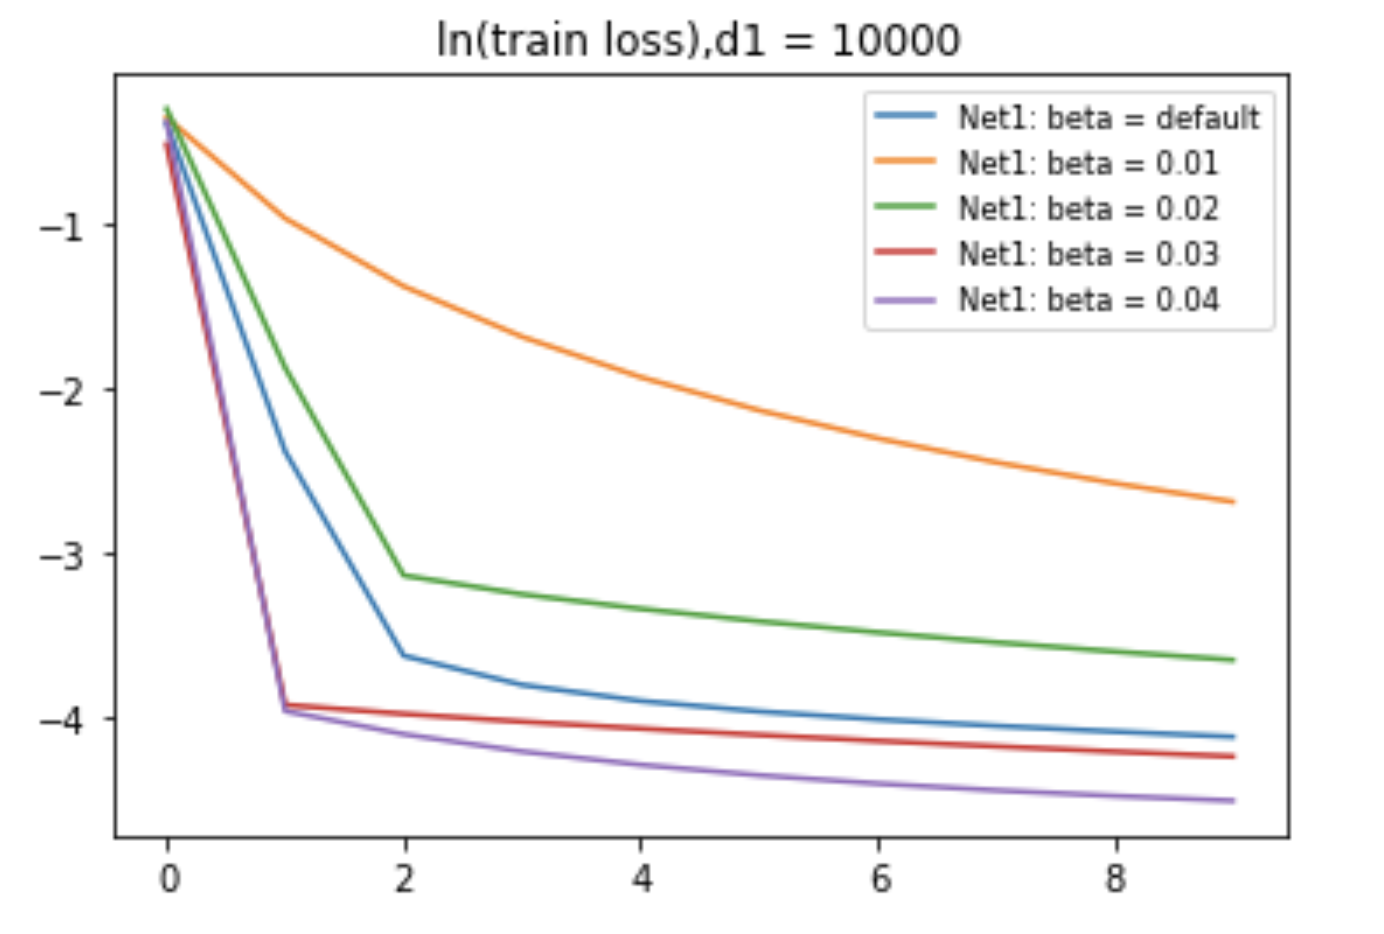 ln(train loss),d1 = 10000
Net1: beta = default
Net1: beta = 0.01
Net1: beta = 0.02
Net1: beta = 0.03
Net1: beta = 0.04
−1
−2
−3
−4
0 2 4 6 8